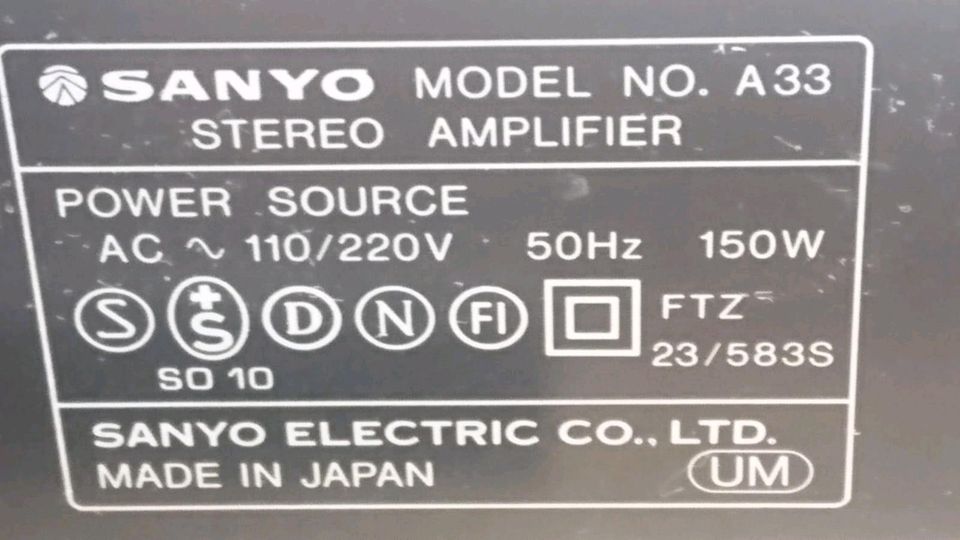 SANYO MODEL NO. A33
STEREO AMPLIFIER
POWER SOURCE
AC ~ 110/220V 50Hz 150W
S +S D N FI FTZ
23/583S
SO 10
SANYO ELECTRIC CO., LTD.
MADE IN JAPAN UM